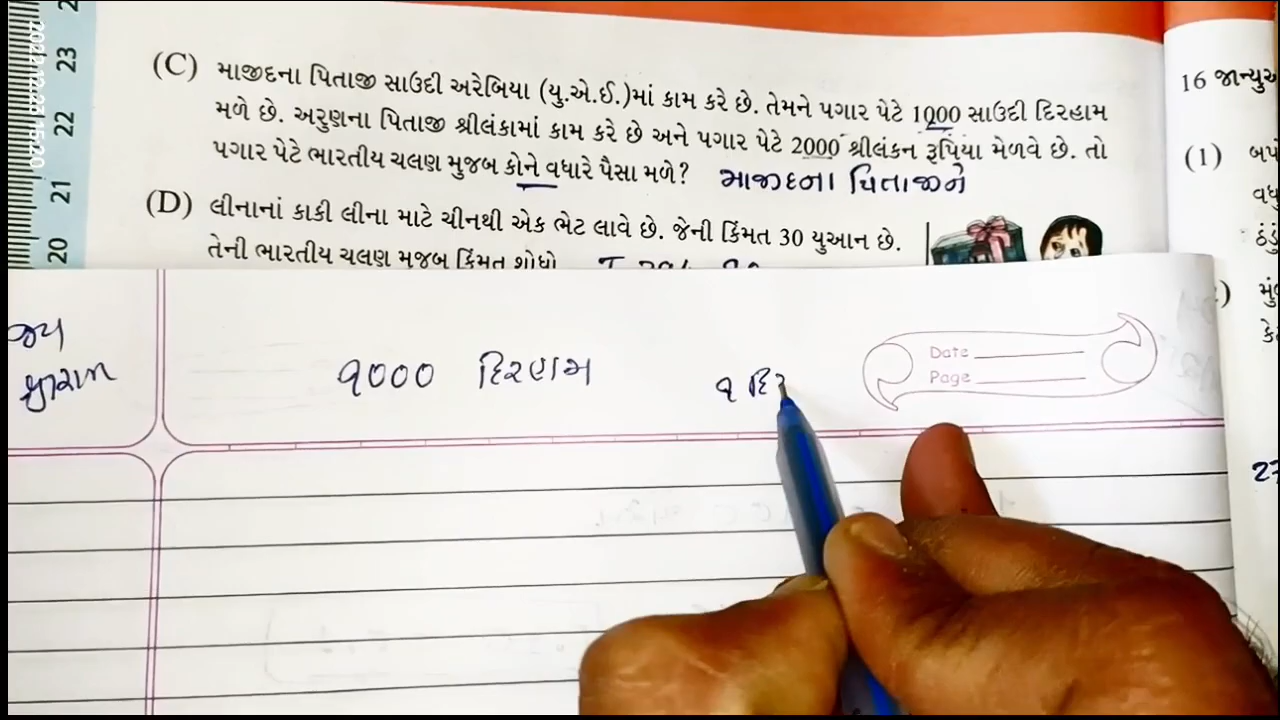 23
22
21
20
(C) માજીદના પિતાજી સાઉદી અરેબિયા (યુ.એ.ઈ.)માં કામ કરે છે. તેમને પગાર પેટે 1000 સાઉદી દિરહામ
મળે છે. અરુણના પિતાજી શ્રીલંકામાં કામ કરે છે અને પગાર પેટે 2000 શ્રીલંકન રૂપિયા મેળવે છે. તો
પગાર પેટે ભારતીય ચલણ મુજબ કોને વધારે પૈસા મળે? માજીદના પિતાજીને
(D) લીનાનાં કાકી લીના માટે ચીનથી એક ભેટ લાવે છે. જેની કિંમત 30 યુઆન છે.
તેની ભારતીય ચલણ મુજબ કિંમત શોધો
16 જાન્યુઆ
(1)
જય
શ્રીરામ
૧૦૦૦ દિરહામ
૧ દિર
Date
Page
27